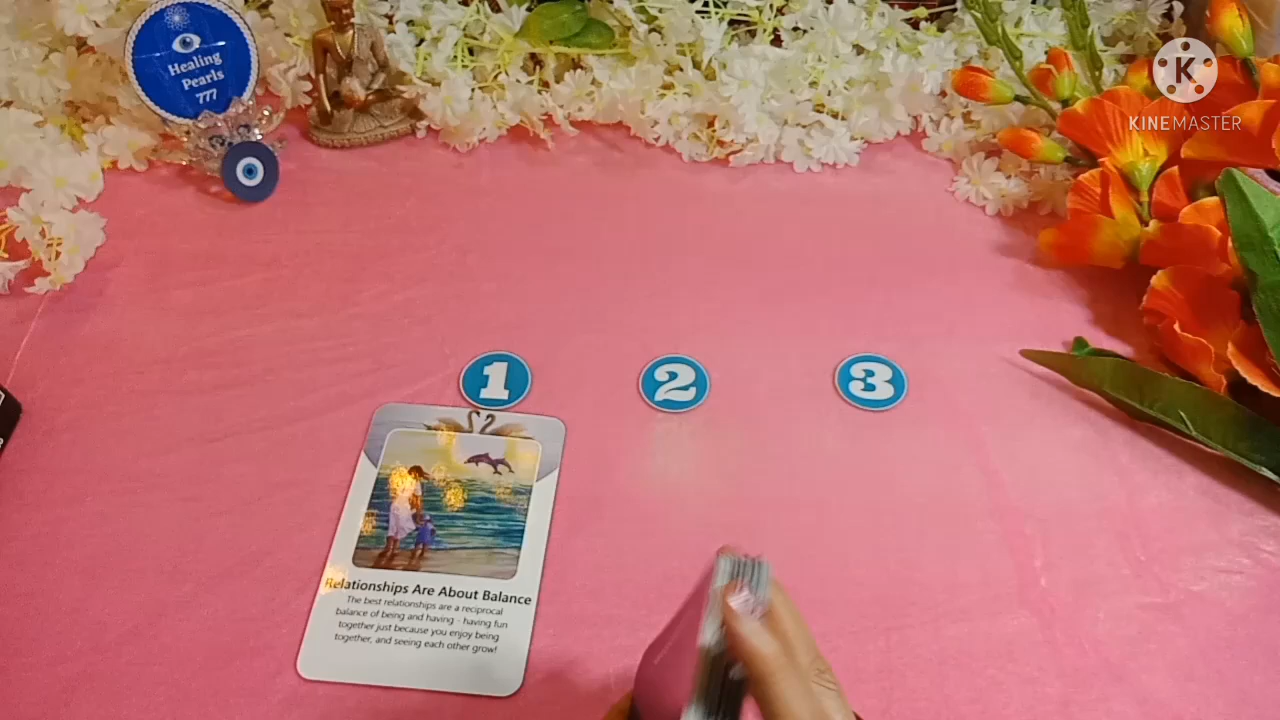 Healing
Pearls
777
K
KINEMASTER
1
2
3
Relationships Are About Balance
The best relationships are a reciprocal
balance of being and having - having fun
together just because you enjoy being
together, and seeing each other grow!